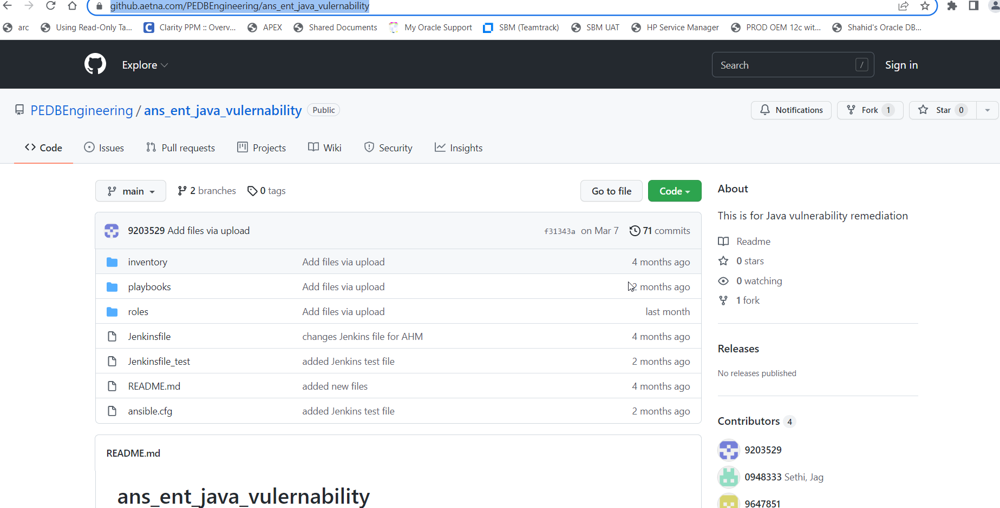 github.aetna.com/PEDBEngineering/ans_ent_java_vulernability
arc Using Read-Only Ta... Clarity PPM :: Overv... APEX Shared Documents My Oracle Support SBM (Teamtrack) SBM UAT HP Service Manager PROD OEM 12c wit... Shahid's Oracle DB...
Explore Search / Sign in
PEDBEngineering / ans_ent_java_vulernability Public Notifications Fork 1 Star 0
Code Issues Pull requests Projects Wiki Security Insights
main 2 branches 0 tags Go to file Code
9203529 Add files via upload f31343a on Mar 7 71 commits
inventory Add files via upload 4 months ago
playbooks Add files via upload 2 months ago
roles Add files via upload last month
Jenkinsfile changes Jenkins file for AHM 4 months ago
Jenkinsfile_test added Jenkins test file 2 months ago
README.md added new files 4 months ago
ansible.cfg added Jenkins test file 2 months ago
README.md
ans_ent_java_vulernability
About
This is for Java vulnerability remediation
Readme
0 stars
0 watching
1 fork
Releases
No releases published
Contributors 4
9203529
0948333 Sethi, Jag
9647851